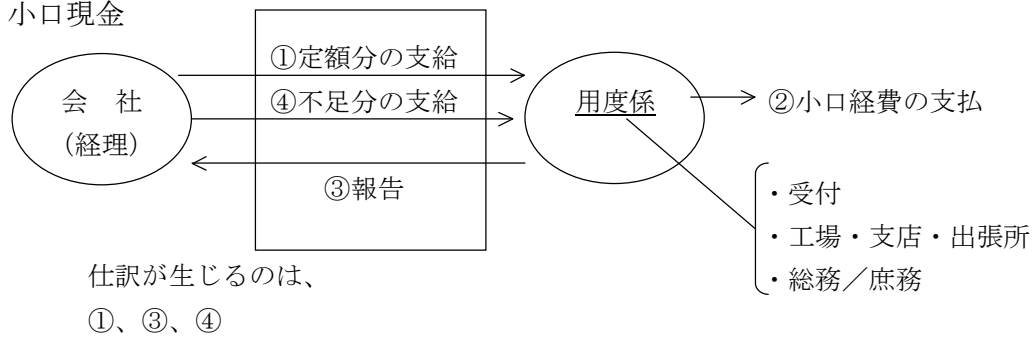 小口現金
①定額分の支給
④不足分の支給
③報告
会　社
（経理）
用度係
②小口経費の支払
・受付
・工場・支店・出張所
・総務／庶務
仕訳が生じるのは、
①、③、④